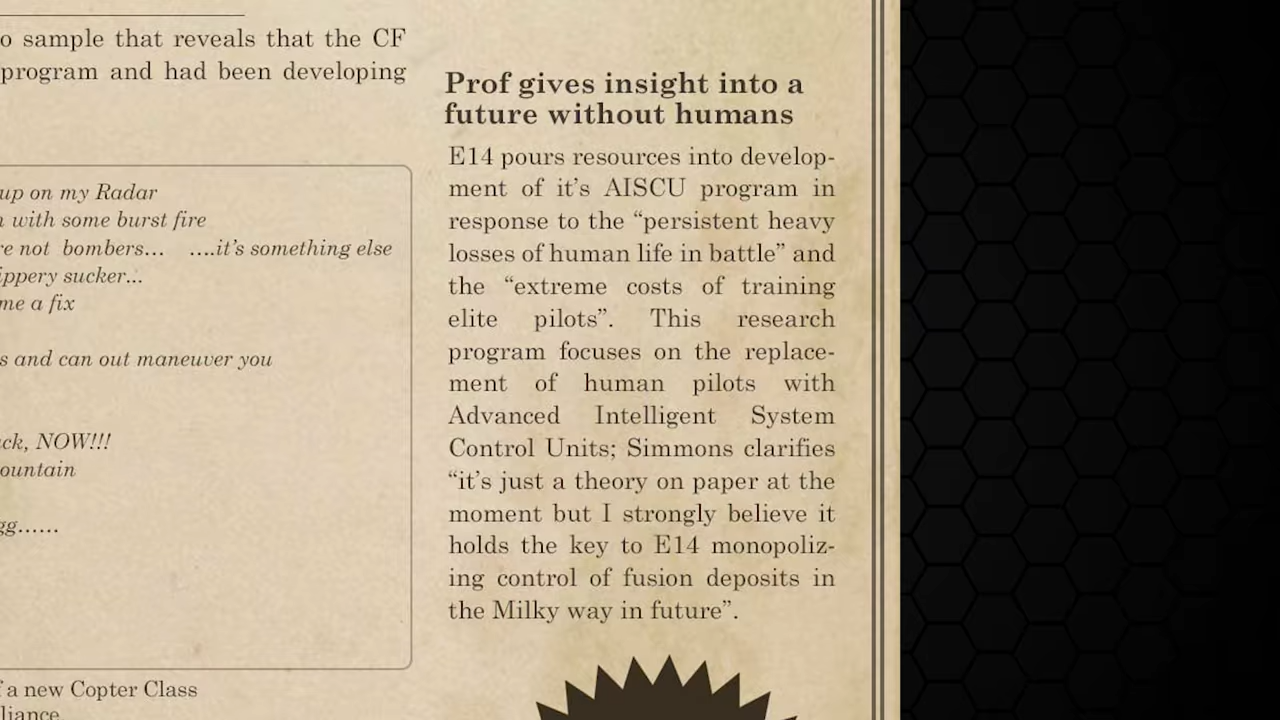 o sample that reveals that the CF
program and had been developing
up on my Radar
with some burst fire
re not bombers... ....it's something else
ippery sucker...
me a fix
s and can out maneuver you
ck, NOW!!!
ountain
gg......
f a new Copter Class
liance
Prof gives insight into a
future without humans
E14 pours resources into develop-
ment of it's AISCU program in
response to the “persistent heavy
losses of human life in battle” and
the “extreme costs of training
elite pilots”. This research
program focuses on the replace-
ment of human pilots with
Advanced Intelligent System
Control Units; Simmons clarifies
“it's just a theory on paper at the
moment but I strongly believe it
holds the key to E14 monopoliz-
ing control of fusion deposits in
the Milky way in future”.